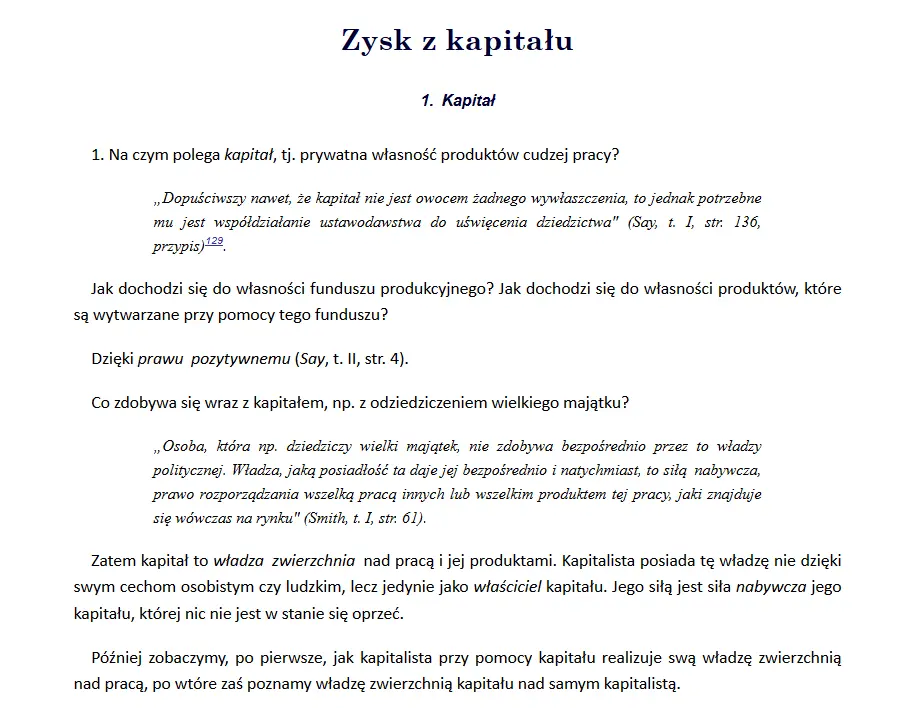 Zysk z kapitału
1. Kapitał
1. Na czym polega kapitał, tj. prywatna własność produktów cudzej pracy?
„Dopuściwszy nawet, że kapitał nie jest owocem żadnego wywłaszczenia, to jednak potrzebne
mu jest współdziałanie ustawodawstwa do uświęcenia dziedzictwa" (Say, t. I, str. 136,
przypis)129.
Jak dochodzi się do własności funduszu produkcyjnego? Jak dochodzi się do własności produktów, które
są wytwarzane przy pomocy tego funduszu?
Dzięki prawu pozytywnemu (Say, t. II, str. 4).
Co zdobywa się wraz z kapitałem, np. z odziedziczeniem wielkiego majątku?
„Osoba, która np. dziedziczy wielki majątek, nie zdobywa bezpośrednio przez to władzy
politycznej. Władza, jaką posiadłość ta daje jej bezpośrednio i natychmiast, to siłą nabywcza,
prawo rozporządzania wszelką pracą innych lub wszelkim produktem tej pracy, jaki znajduje
się wówczas na rynku" (Smith, t. I, str. 61).
Zatem kapitał to władza zwierzchnia nad pracą i jej produktami. Kapitalista posiada tę władzę nie dzięki
swym cechom osobistym czy ludzkim, lecz jedynie jako właściciel kapitału. Jego siłą jest siła nabywcza jego
kapitału, której nic nie jest w stanie się oprzeć.
Później zobaczymy, po pierwsze, jak kapitalista przy pomocy kapitału realizuje swą władzę zwierzchnią
nad pracą, po wtóre zaś poznamy władzę zwierzchnią kapitału nad samym kapitalistą.